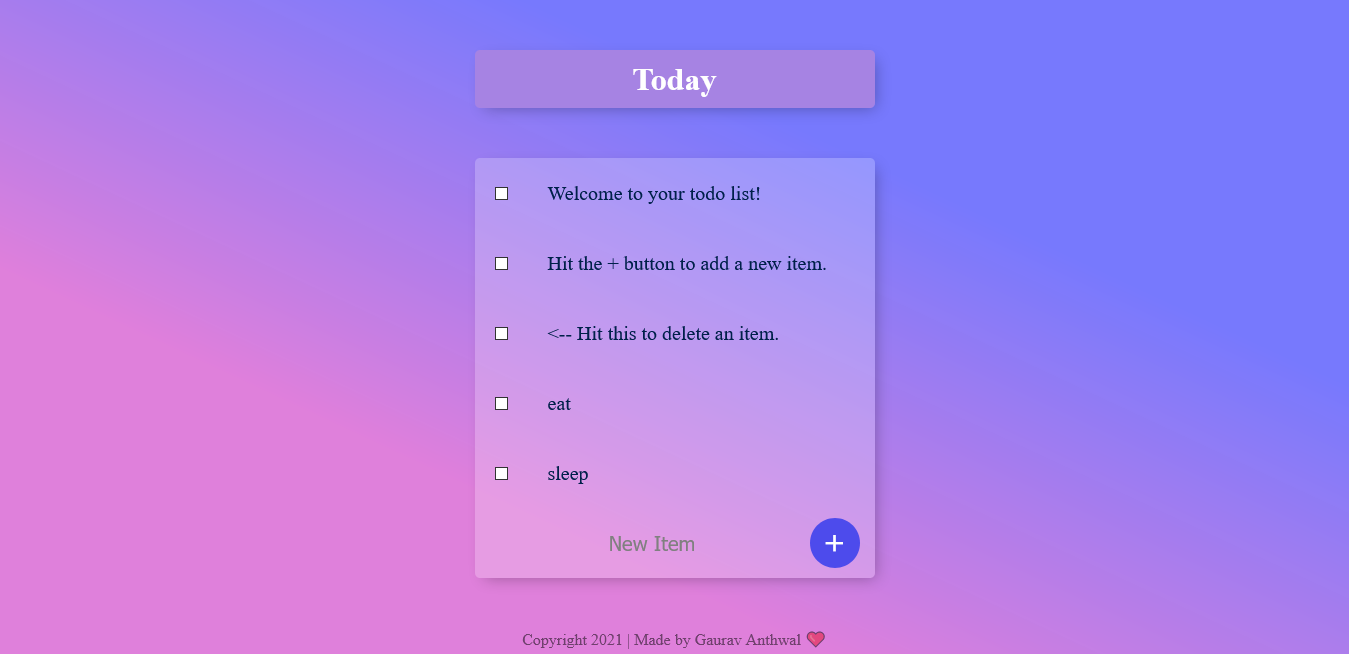 Today
Welcome to your todo list!
Hit the + button to add a new item.
<-- Hit this to delete an item.
eat
sleep
New Item +
Copyright 2021 | Made by Gaurav Anthwal